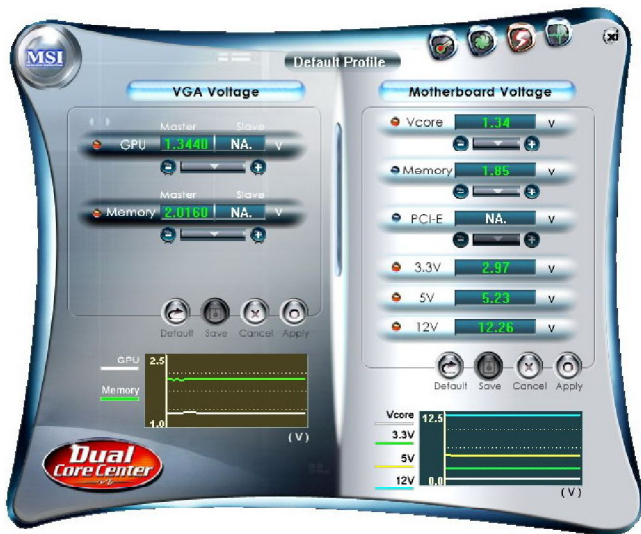 MSI
Default Profile
VGA Voltage
Master Slave
GPU 1.3440 NA. V
Master Slave
Memory 2.0160 NA. V
Default Save Cancel Apply
GPU
Memory
2.5
1.0
(V)
Dual
Core Center
Motherboard Voltage
Vcore 1.34 V
Memory 1.85 V
PCI-E NA. V
3.3V 2.97 V
5V 5.23 V
12V 12.26 V
Default Save Cancel Apply
Vcore
3.3V
5V
12V
12.5
0.0
(V)